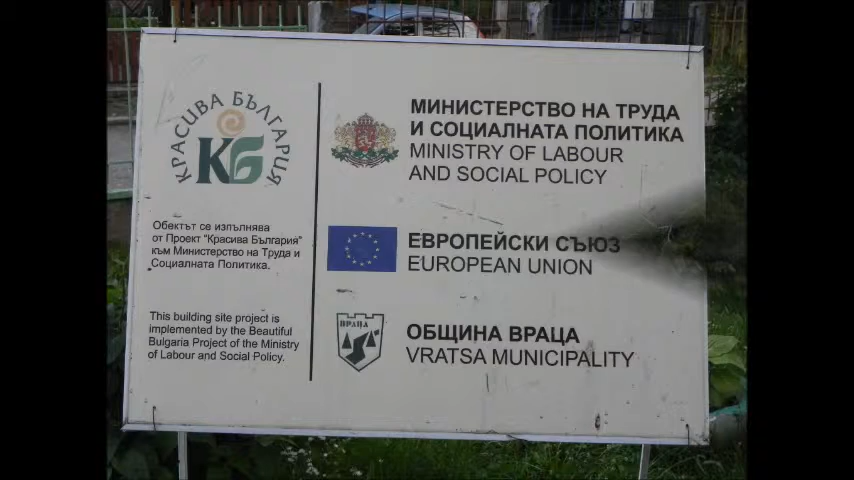 КРАСИВА БЪЛГАРИЯ
КБ
Обектът се изпълнява
от Проект "Красива България"
към Министерство на Труда и
Социалната Политика.
This building site project is
implemented by the Beautiful
Bulgaria Project of the Ministry
of Labour and Social Policy.
МИНИСТЕРСТВО НА ТРУДА
И СОЦИАЛНАТА ПОЛИТИКА
MINISTRY OF LABOUR
AND SOCIAL POLICY
ЕВРОПЕЙСКИ СЪЮЗ
EUROPEAN UNION
ВРАЦА
ОБЩИНА ВРАЦА
VRATSA MUNICIPALITY